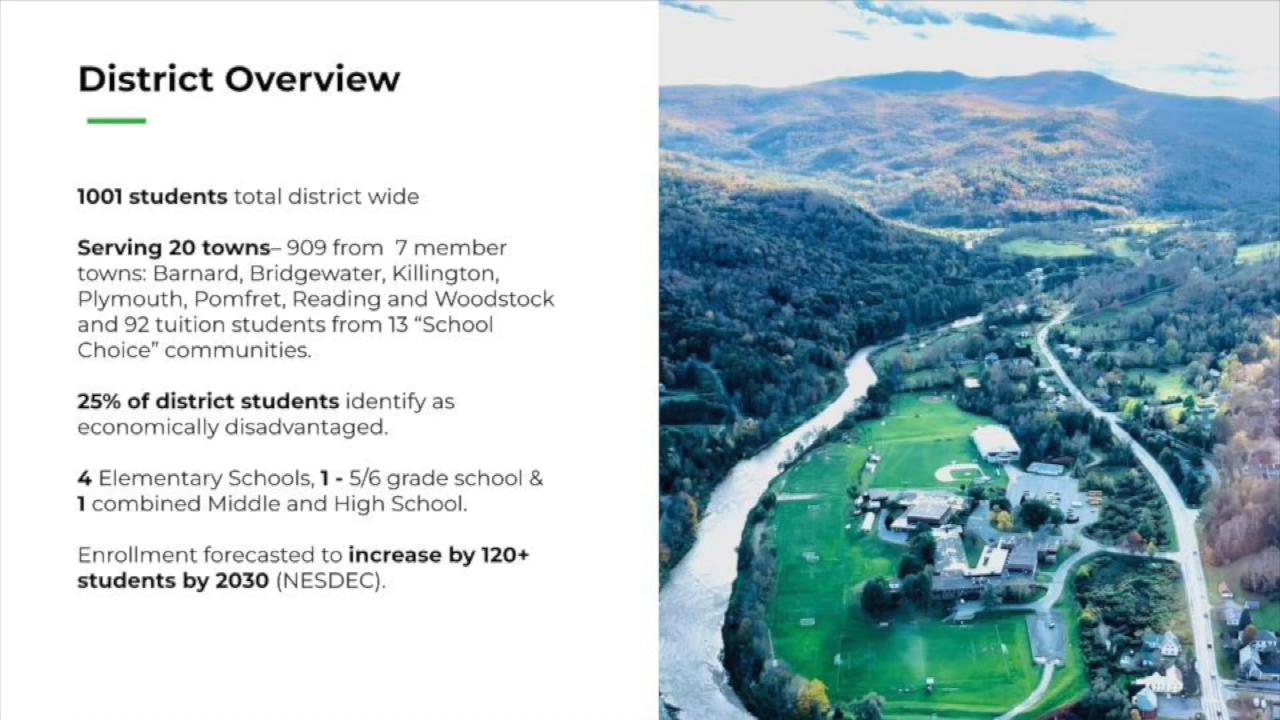 District Overview
1001 students total district wide
Serving 20 towns– 909 from  7 member
towns: Barnard, Bridgewater, Killington,
Plymouth, Pomfret, Reading and Woodstock
and 92 tuition students from 13 “School
Choice” communities.
25% of district students identify as
economically disadvantaged.
4 Elementary Schools, 1 - 5/6 grade school &
1 combined Middle and High School.
Enrollment forecasted to increase by 120+
students by 2030 (NESDEC).